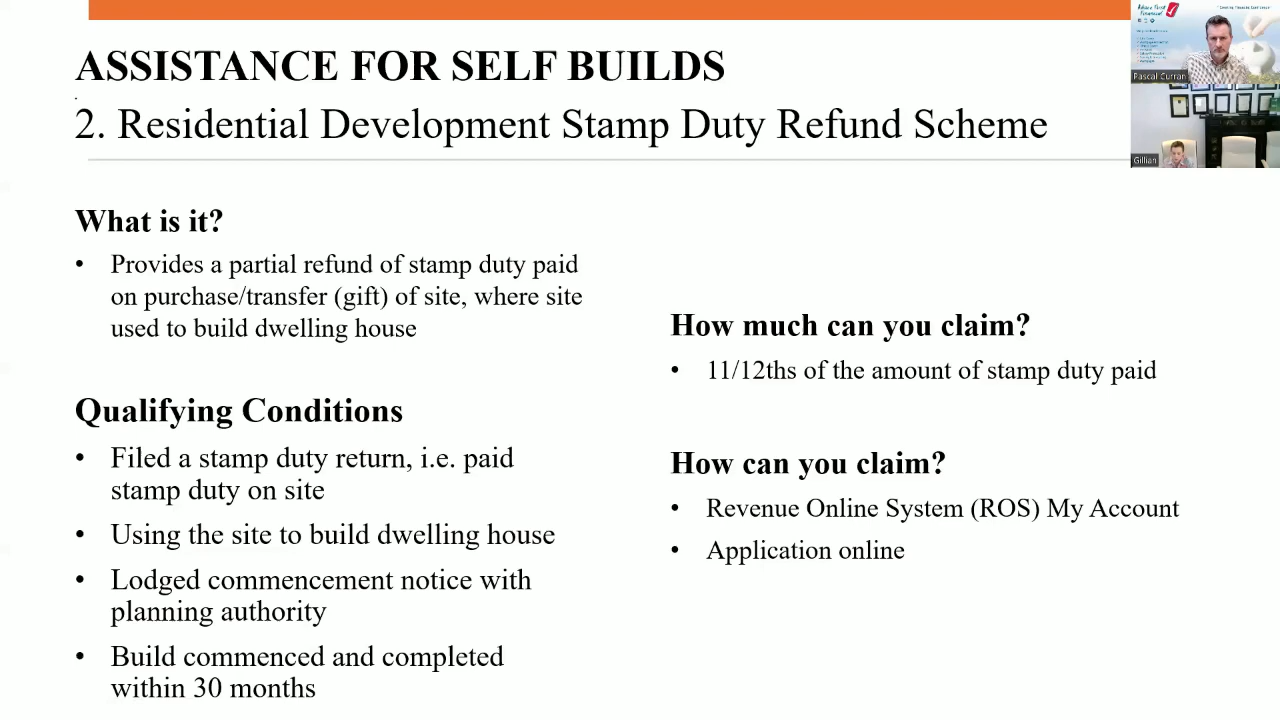 ASSISTANCE FOR SELF BUILDS
2. Residential Development Stamp Duty Refund Scheme
What is it?
• Provides a partial refund of stamp duty paid
on purchase/transfer (gift) of site, where site
used to build dwelling house
Qualifying Conditions
• Filed a stamp duty return, i.e. paid
stamp duty on site
• Using the site to build dwelling house
• Lodged commencement notice with
planning authority
• Build commenced and completed
within 30 months
How much can you claim?
• 11/12ths of the amount of stamp duty paid
How can you claim?
• Revenue Online System (ROS) My Account
• Application online
Pascal Curran
Gillian